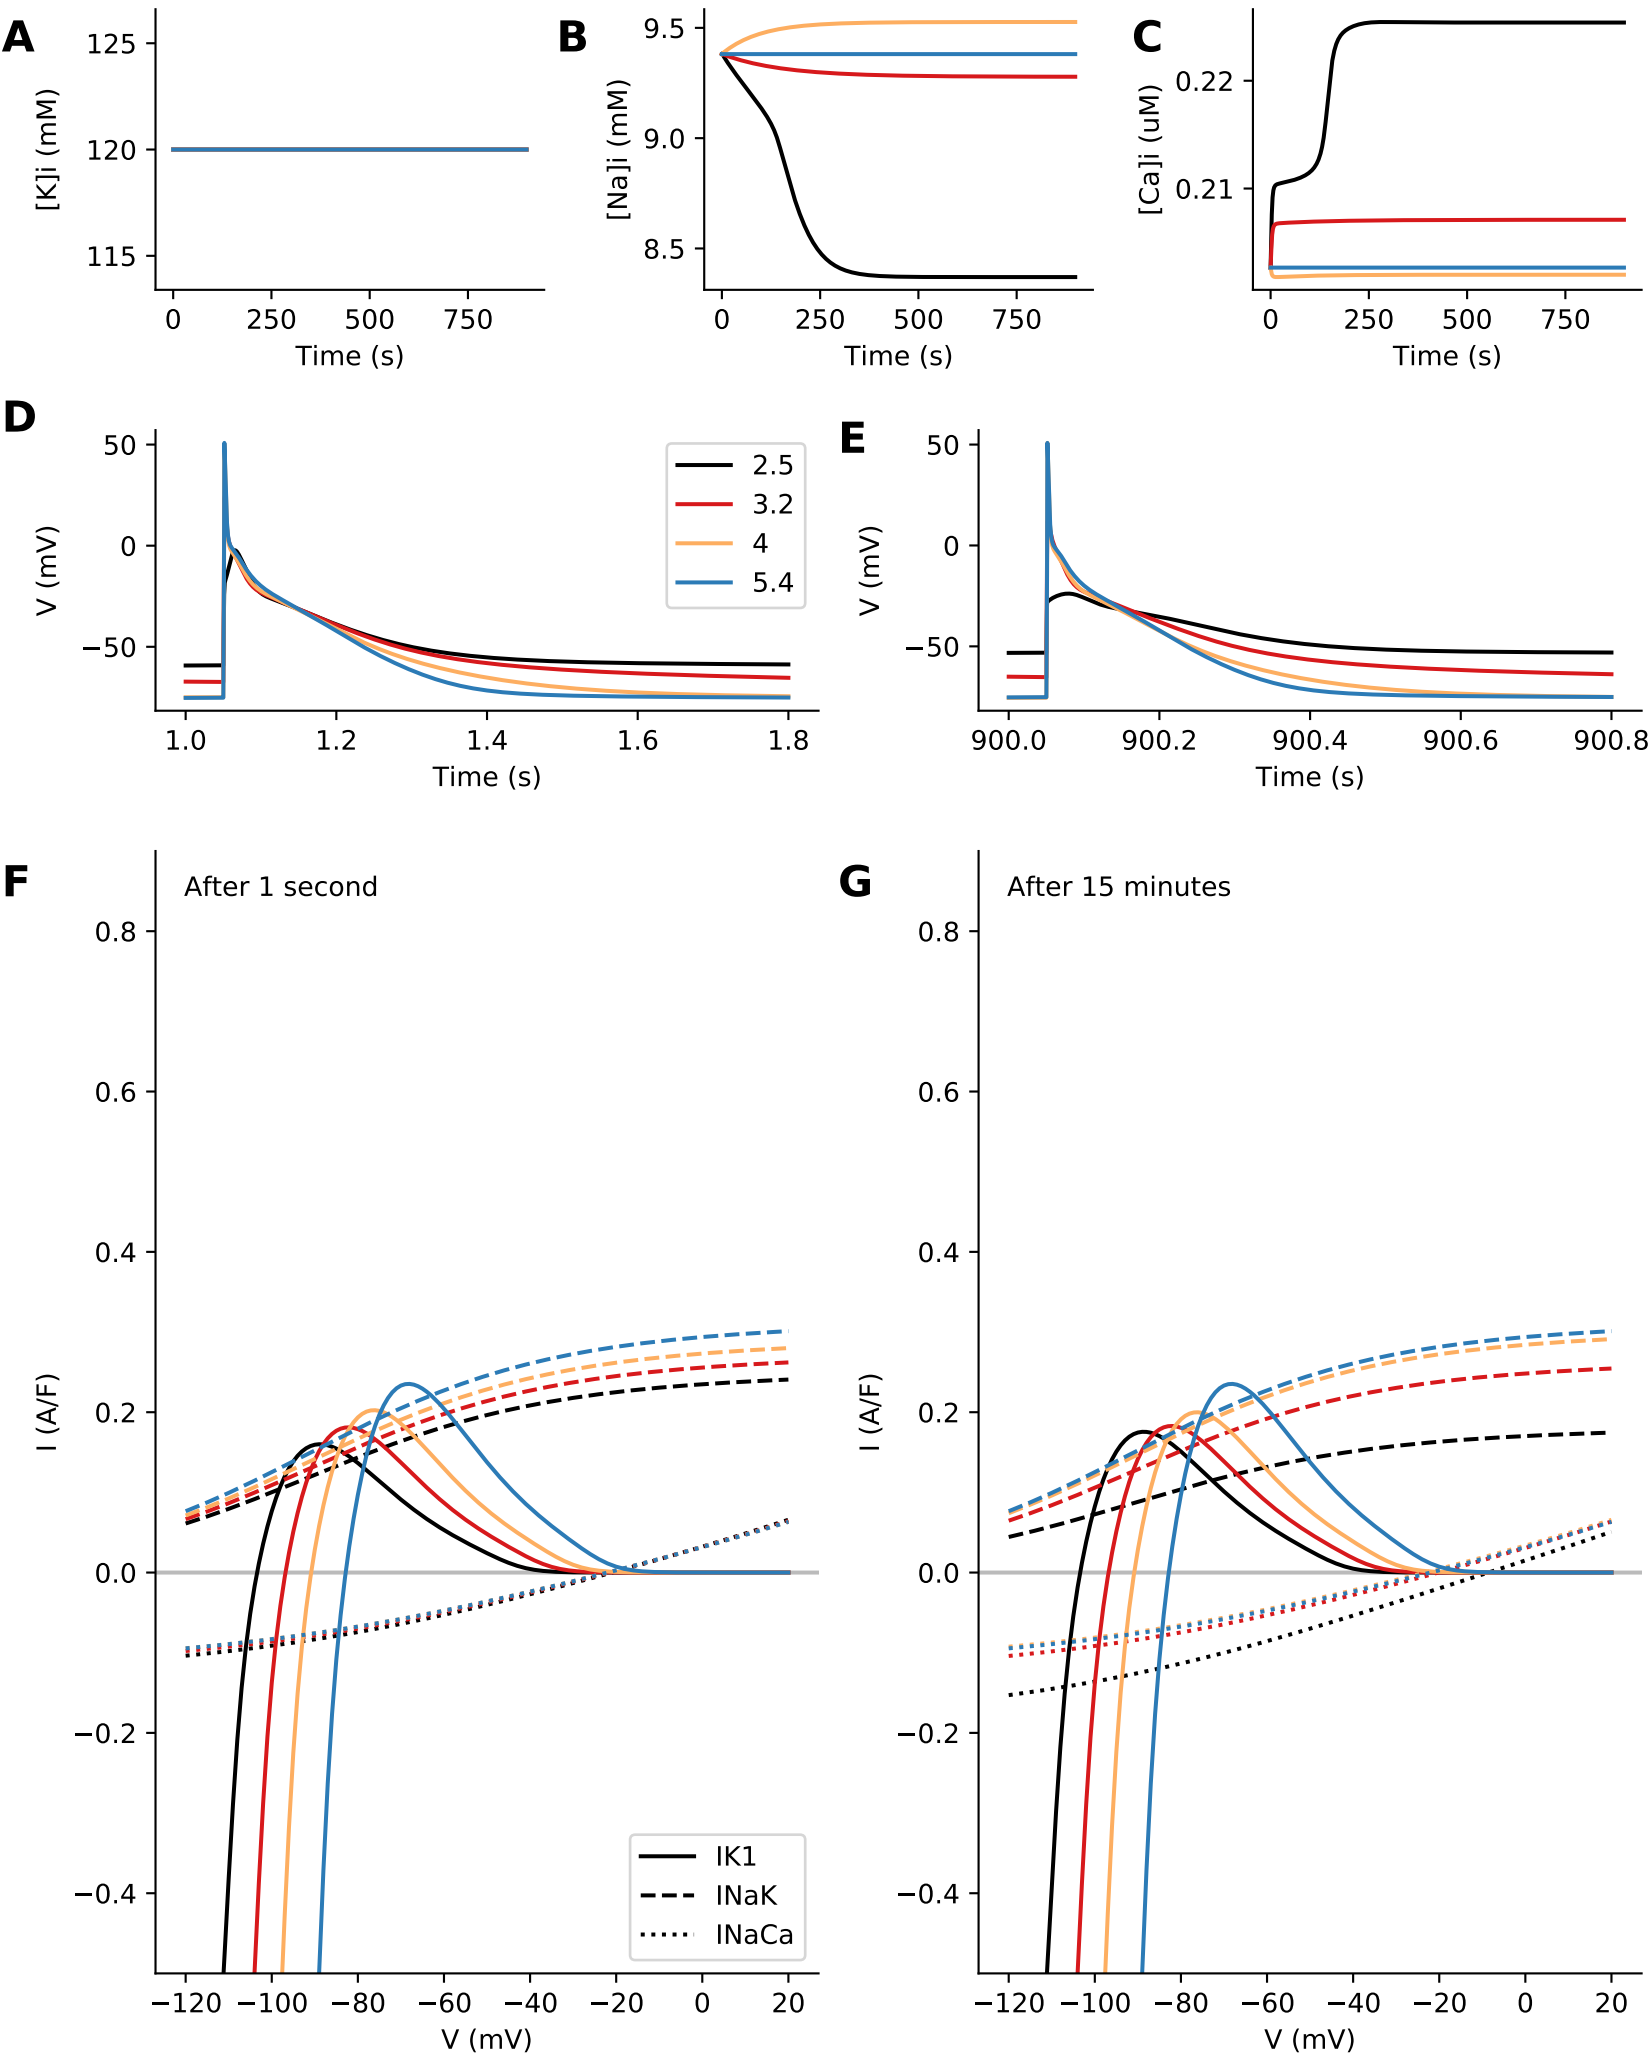 A
[K]i (mM)
125
120
115
0 250 500 750
Time (s)
B
[Na]i (mM)
9.5
9.0
8.5
0 250 500 750
Time (s)
C
[Ca]i (uM)
0.22
0.21
0 250 500 750
Time (s)
D
V (mV)
50
0
−50
1.0 1.2 1.4 1.6 1.8
Time (s)
2.5
3.2
4
5.4
E
V (mV)
50
0
−50
900.0 900.2 900.4 900.6 900.8
Time (s)
F
After 1 second
I (A/F)
0.8
0.6
0.4
0.2
0.0
−0.2
−0.4
IK1
INaK
INaCa
−120 −100 −80 −60 −40 −20 0 20
V (mV)
G
After 15 minutes
I (A/F)
0.8
0.6
0.4
0.2
0.0
−0.2
−0.4
−120 −100 −80 −60 −40 −20 0 20
V (mV)